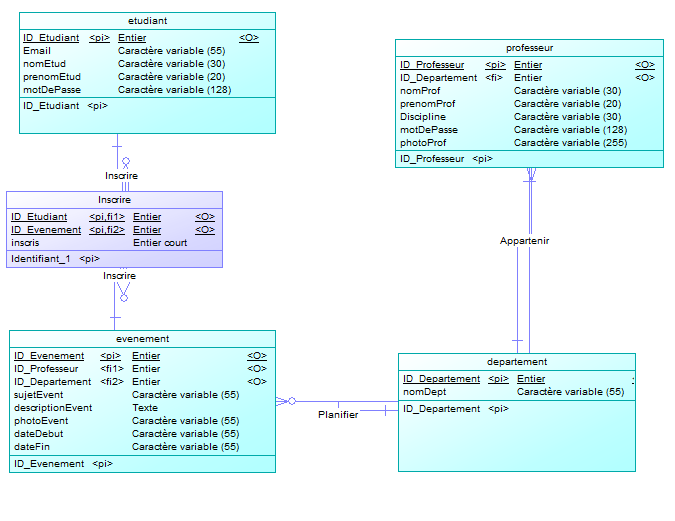 etudiant
ID_Etudiant <pi> Entier <O>
Email Caractère variable (55)
nomEtud Caractère variable (30)
prenomEtud Caractère variable (20)
motDePasse Caractère variable (128)
ID_Etudiant <pi>
professeur
ID_Professeur <pi> Entier <O>
ID_Departement <fi> Entier <O>
nomProf Caractère variable (30)
prenomProf Caractère variable (20)
Discipline Caractère variable (30)
motDePasse Caractère variable (128)
photoProf Caractère variable (255)
ID_Professeur <pi>
Inscrire
Inscrire
ID_Etudiant <pi,fi1> Entier <O>
ID_Evenement <pi,fi2> Entier <O>
inscris Entier court
Identifiant_1 <pi>
Inscrire
Appartenir
evenement
ID_Evenement <pi> Entier <O>
ID_Professeur <fi1> Entier <O>
ID_Departement <fi2> Entier <O>
sujetEvent Caractère variable (55)
descriptionEvent Texte
photoEvent Caractère variable (55)
dateDebut Caractère variable (55)
dateFin Caractère variable (55)
ID_Evenement <pi>
Planifier
departement
ID_Departement <pi> Entier
nomDept Caractère variable (55)
ID_Departement <pi>